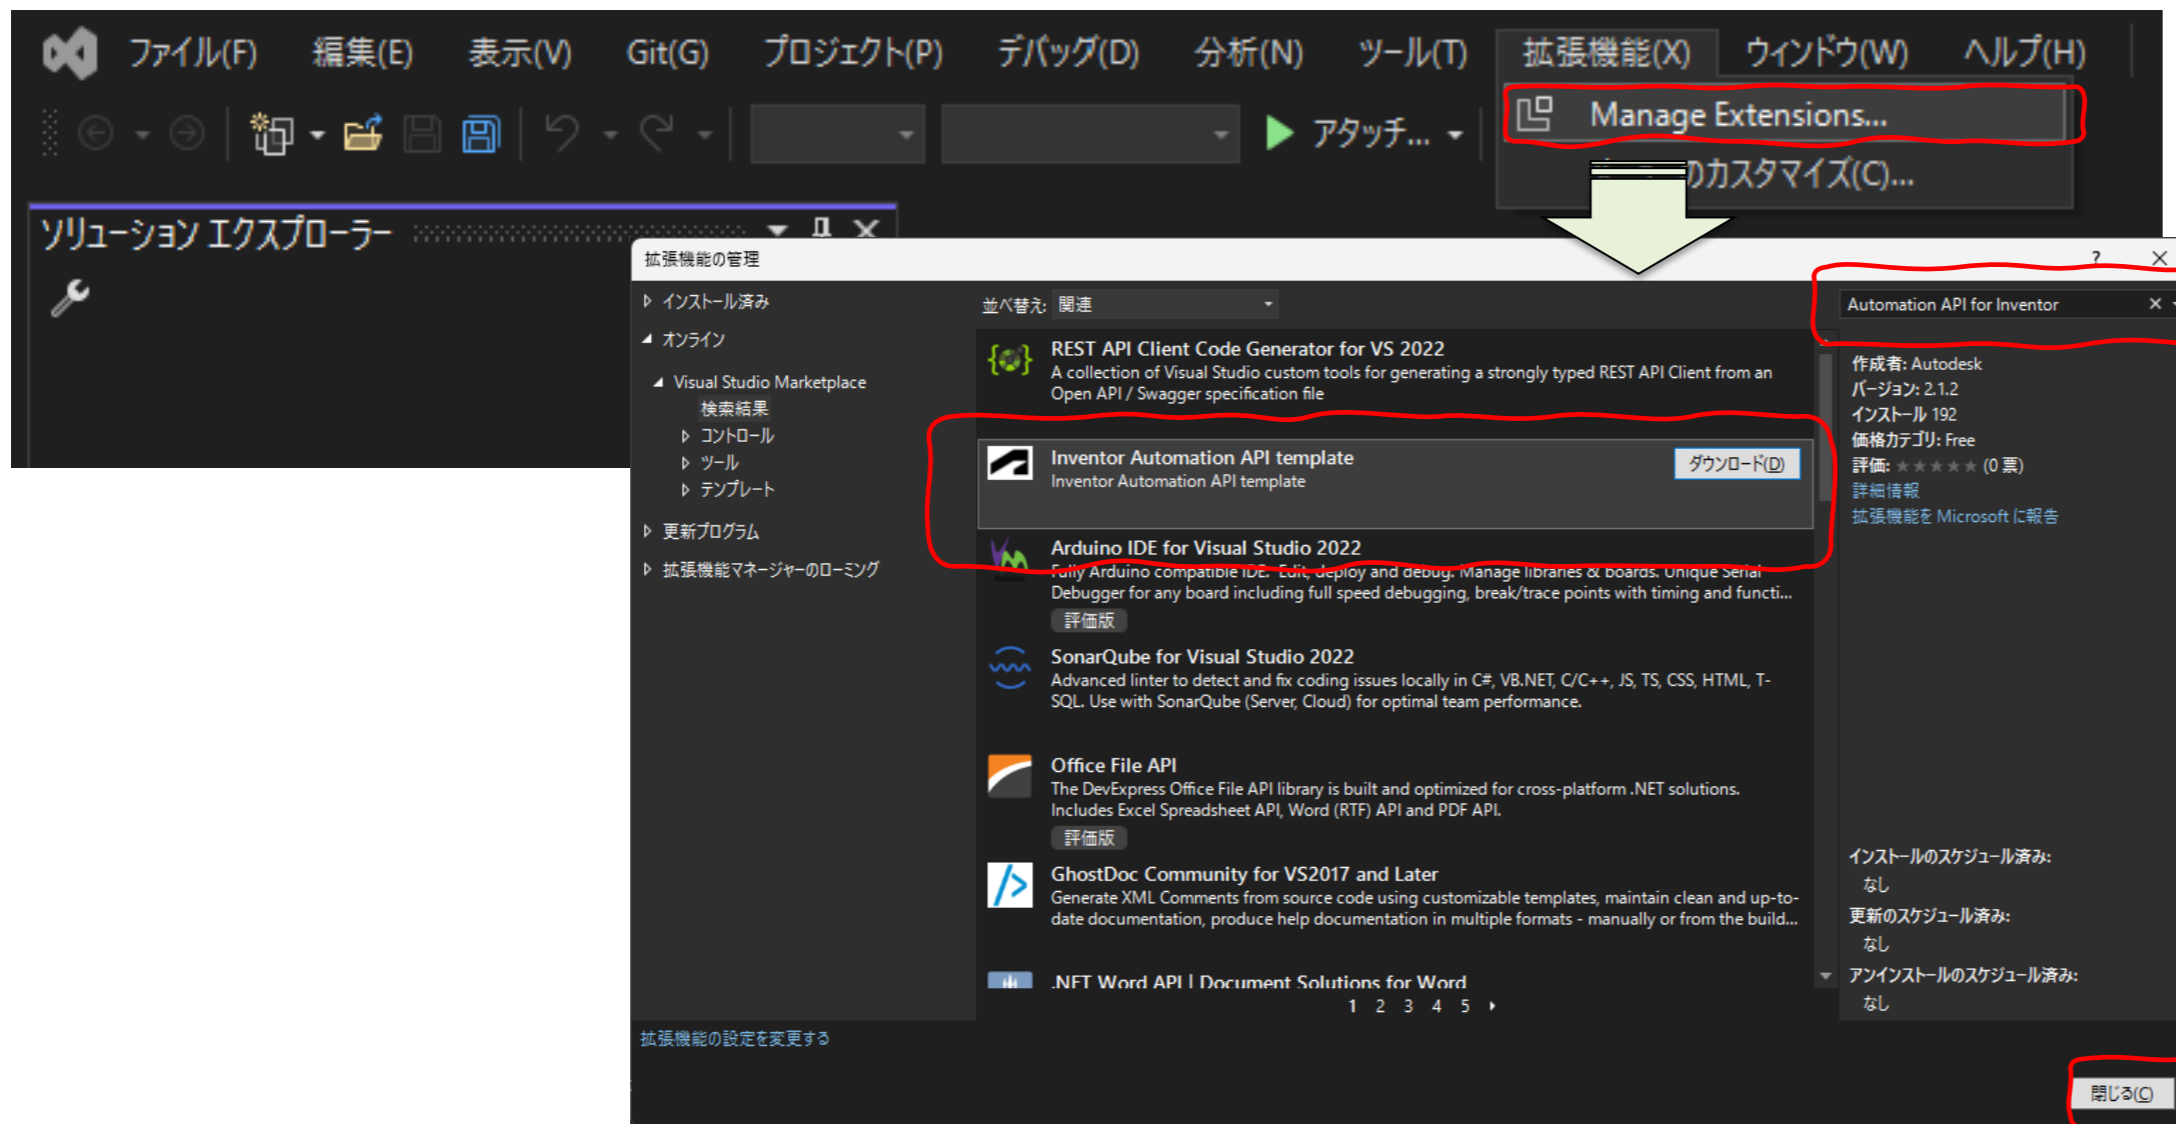 ファイル(F) 編集(E) 表示(V) Git(G) プロジェクト(P) デバッグ(D) 分析(N) ツール(T) 拡張機能(X) ウィンドウ(W) ヘルプ(H)
アタッチ...
Manage Extensions...
のカスタマイズ(C)...
ソリューション エクスプローラー
拡張機能の管理
?
インストール済み
オンライン
Visual Studio Marketplace
検索結果
コントロール
ツール
テンプレート
更新プログラム
拡張機能マネージャーのローミング
並べ替え: 関連
REST API Client Code Generator for VS 2022
A collection of Visual Studio custom tools for generating a strongly typed REST API Client from an
Open API / Swagger specification file
Inventor Automation API template
Inventor Automation API template
ダウンロード(D)
Arduino IDE for Visual Studio 2022
Fully Arduino compatible IDE. Edit, deploy and debug. Manage libraries & boards. Unique Serial
Debugger for any board including full speed debugging, break/trace points with timing and functi...
評価版
SonarQube for Visual Studio 2022
Advanced linter to detect and fix coding issues locally in C#, VB.NET, C/C++, JS, TS, CSS, HTML, T-
SQL. Use with SonarQube (Server, Cloud) for optimal team performance.
Office File API
The DevExpress Office File API library is built and optimized for cross-platform .NET solutions.
Includes Excel Spreadsheet API, Word (RTF) API and PDF API.
評価版
GhostDoc Community for VS2017 and Later
Generate XML Comments from source code using customizable templates, maintain clean and up-to-
date documentation, produce help documentation in multiple formats - manually or from the build...
.NET Word API | Document Solutions for Word
1 2 3 4 5
Automation API for Inventor
作成者: Autodesk
バージョン: 2.1.2
インストール 192
価格カテゴリ: Free
評価: ★★★★★ (0 票)
詳細情報
拡張機能を Microsoft に報告
インストールのスケジュール済み:
なし
更新のスケジュール済み:
なし
アンインストールのスケジュール済み:
なし
拡張機能の設定を変更する
閉じる(C)